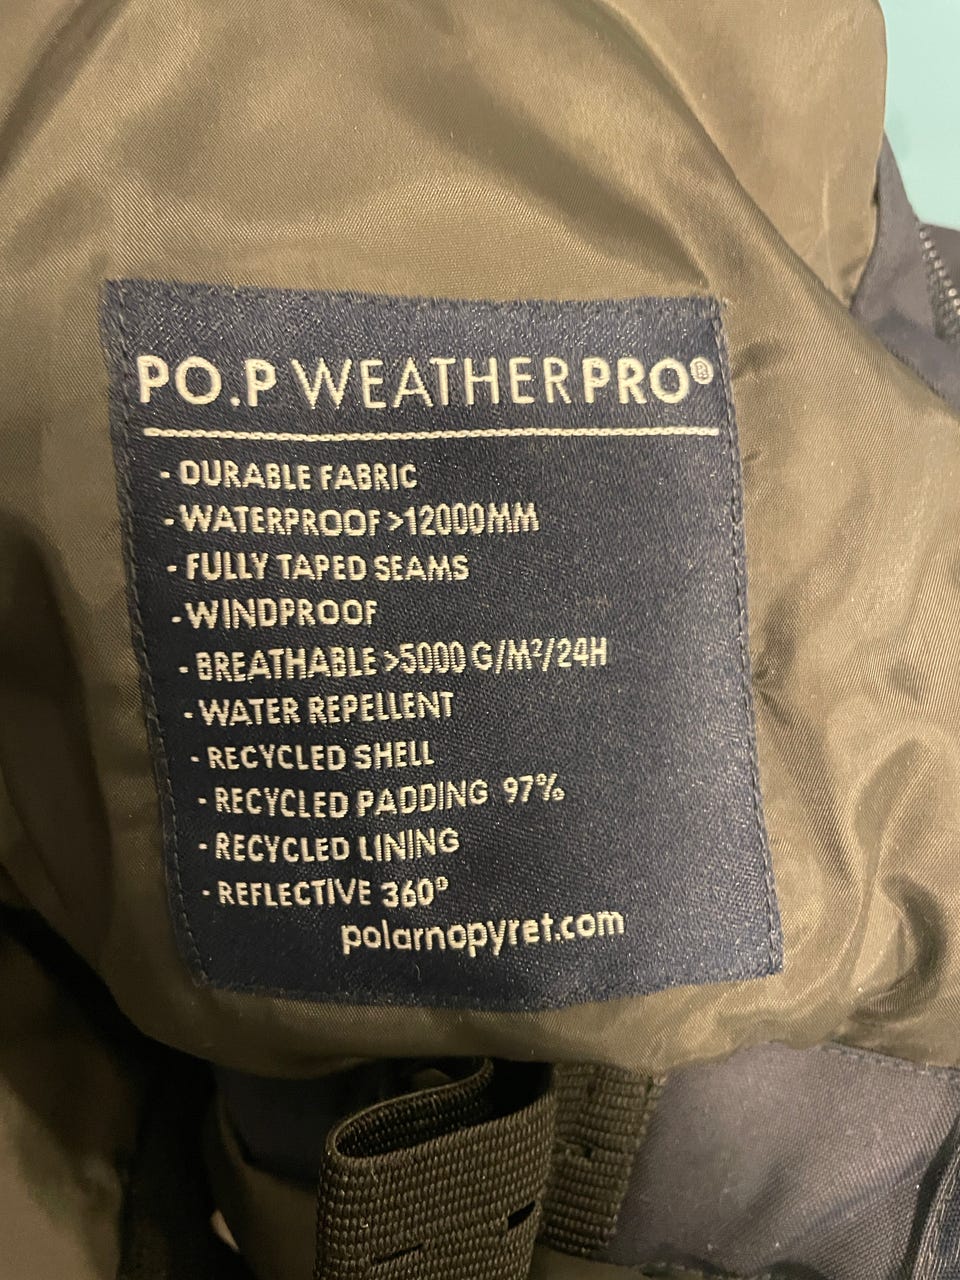 PO.P WEATHERPRO®
- DURABLE FABRIC
- WATERPROOF >12000MM
- FULLY TAPED SEAMS
- WINDPROOF
- BREATHABLE >5000 G/M²/24H
- WATER REPELLENT
- RECYCLED SHELL
- RECYCLED PADDING 97%
- RECYCLED LINING
- REFLECTIVE 360°
polarnopyret.com